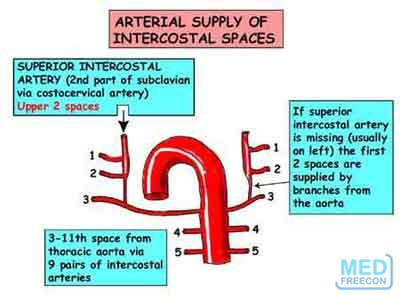 ARTERIAL SUPPLY OF
INTERCOSTAL SPACES
SUPERIOR INTERCOSTAL
ARTERY (2nd part of subclavian
via costocervical artery)
Upper 2 spaces
If superior
intercostal artery
is missing (usually
on left) the first
2 spaces are
supplied by
branches from
the aorta
1
2
3
1
2
3
4
5
4
5
3-11th space from
thoracic aorta via
9 pairs of intercostal
arteries
MED
FREECON